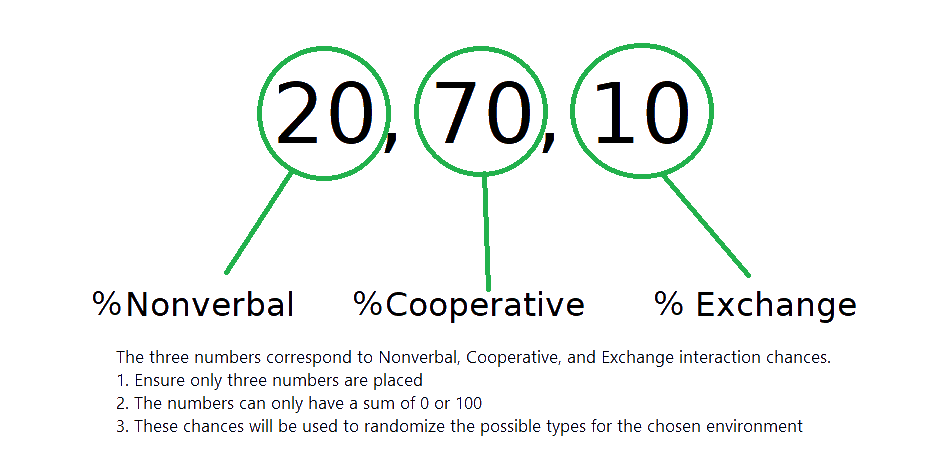 20, 70, 10
%Nonverbal %Cooperative % Exchange
The three numbers correspond to Nonverbal, Cooperative, and Exchange interaction chances.
1. Ensure only three numbers are placed
2. The numbers can only have a sum of 0 or 100
3. These chances will be used to randomize the possible types for the chosen environment